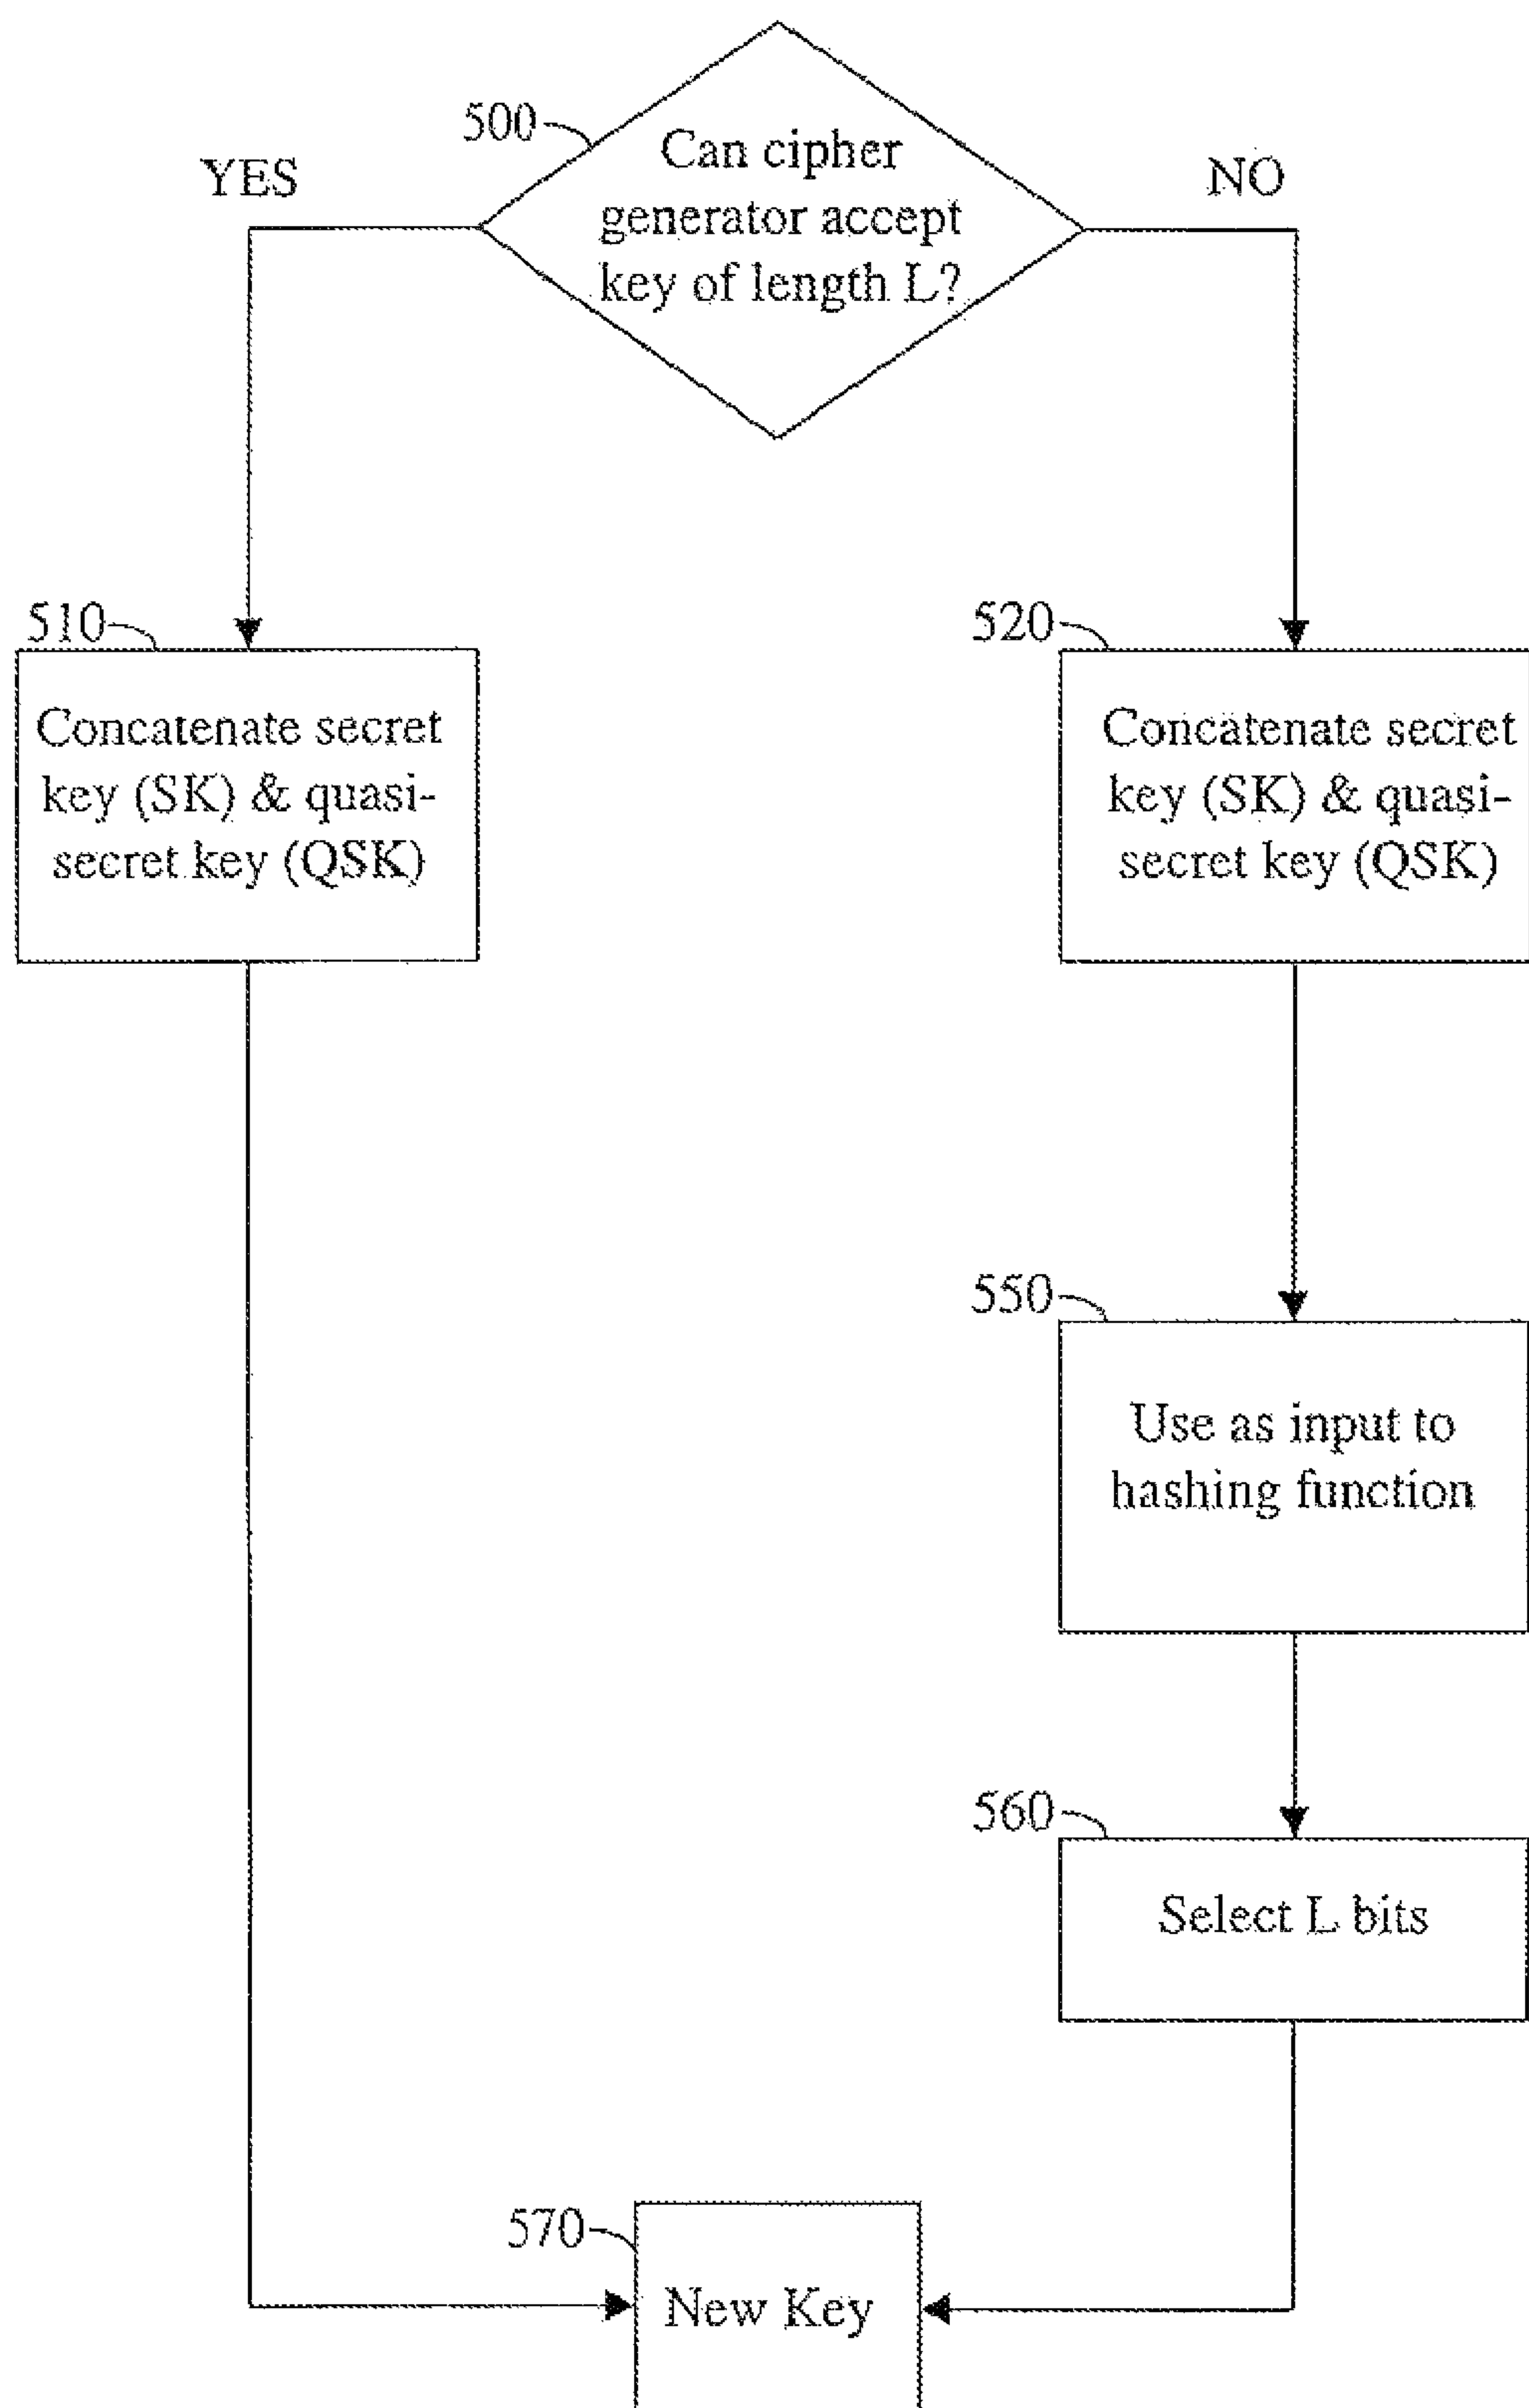 500
Can cipher
generator accept
key of length L?
YES
NO
510
Concatenate secret
key (SK) & quasi-
secret key (QSK)
520
Concatenate secret
key (SK) & quasi-
secret key (QSK)
550
Use as input to
hashing function
560
Select L bits
570
New Key